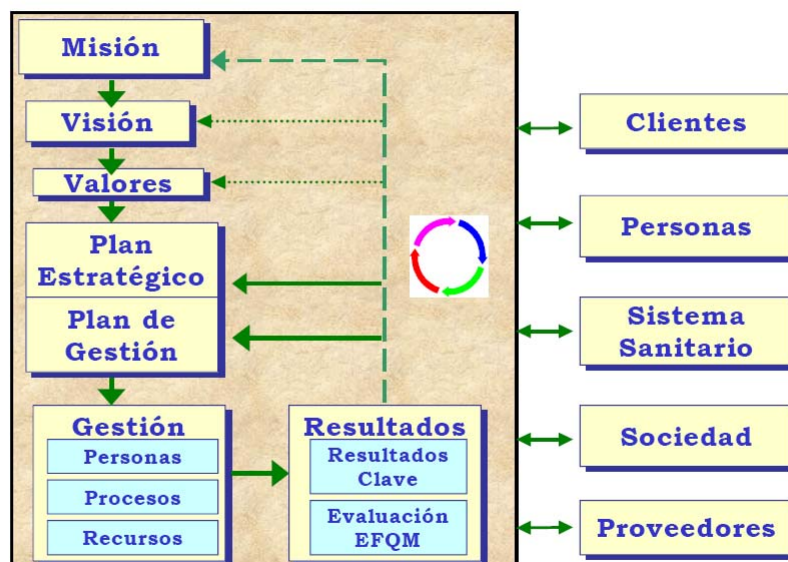 Misión
Visión
Valores
Plan
Estratégico
Plan de
Gestión
Gestión
Personas
Procesos
Recursos
Resultados
Resultados
Clave
Evaluación
EFQM
Clientes
Personas
Sistema
Sanitario
Sociedad
Proveedores